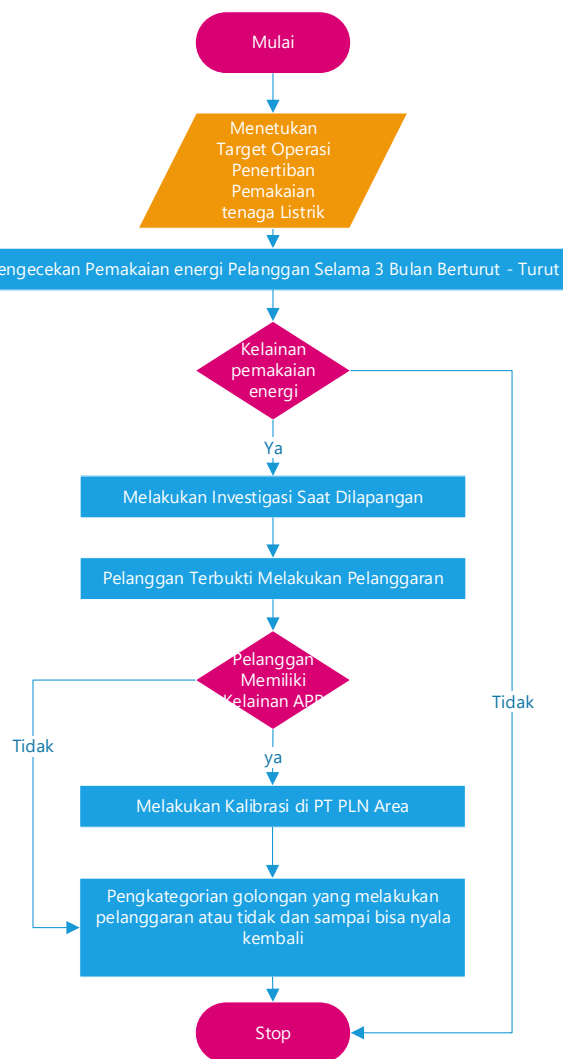 Mulai
Menetukan
Target Operasi
Penertiban
Pemakaian
tenaga Listrik
engecekan Pemakaian energi Pelanggan Selama 3 Bulan Berturut - Turut
Kelainan
pemakaian
energi
Ya
Melakukan Investigasi Saat Dilapangan
Pelanggan Terbukti Melakukan Pelanggaran
Pelanggan
Memiliki
Kelainan APP
Tidak
Tidak
ya
Melakukan Kalibrasi di PT PLN Area
Pengkategorian golongan yang melakukan
pelanggaran atau tidak dan sampai bisa nyala
kembali
Stop